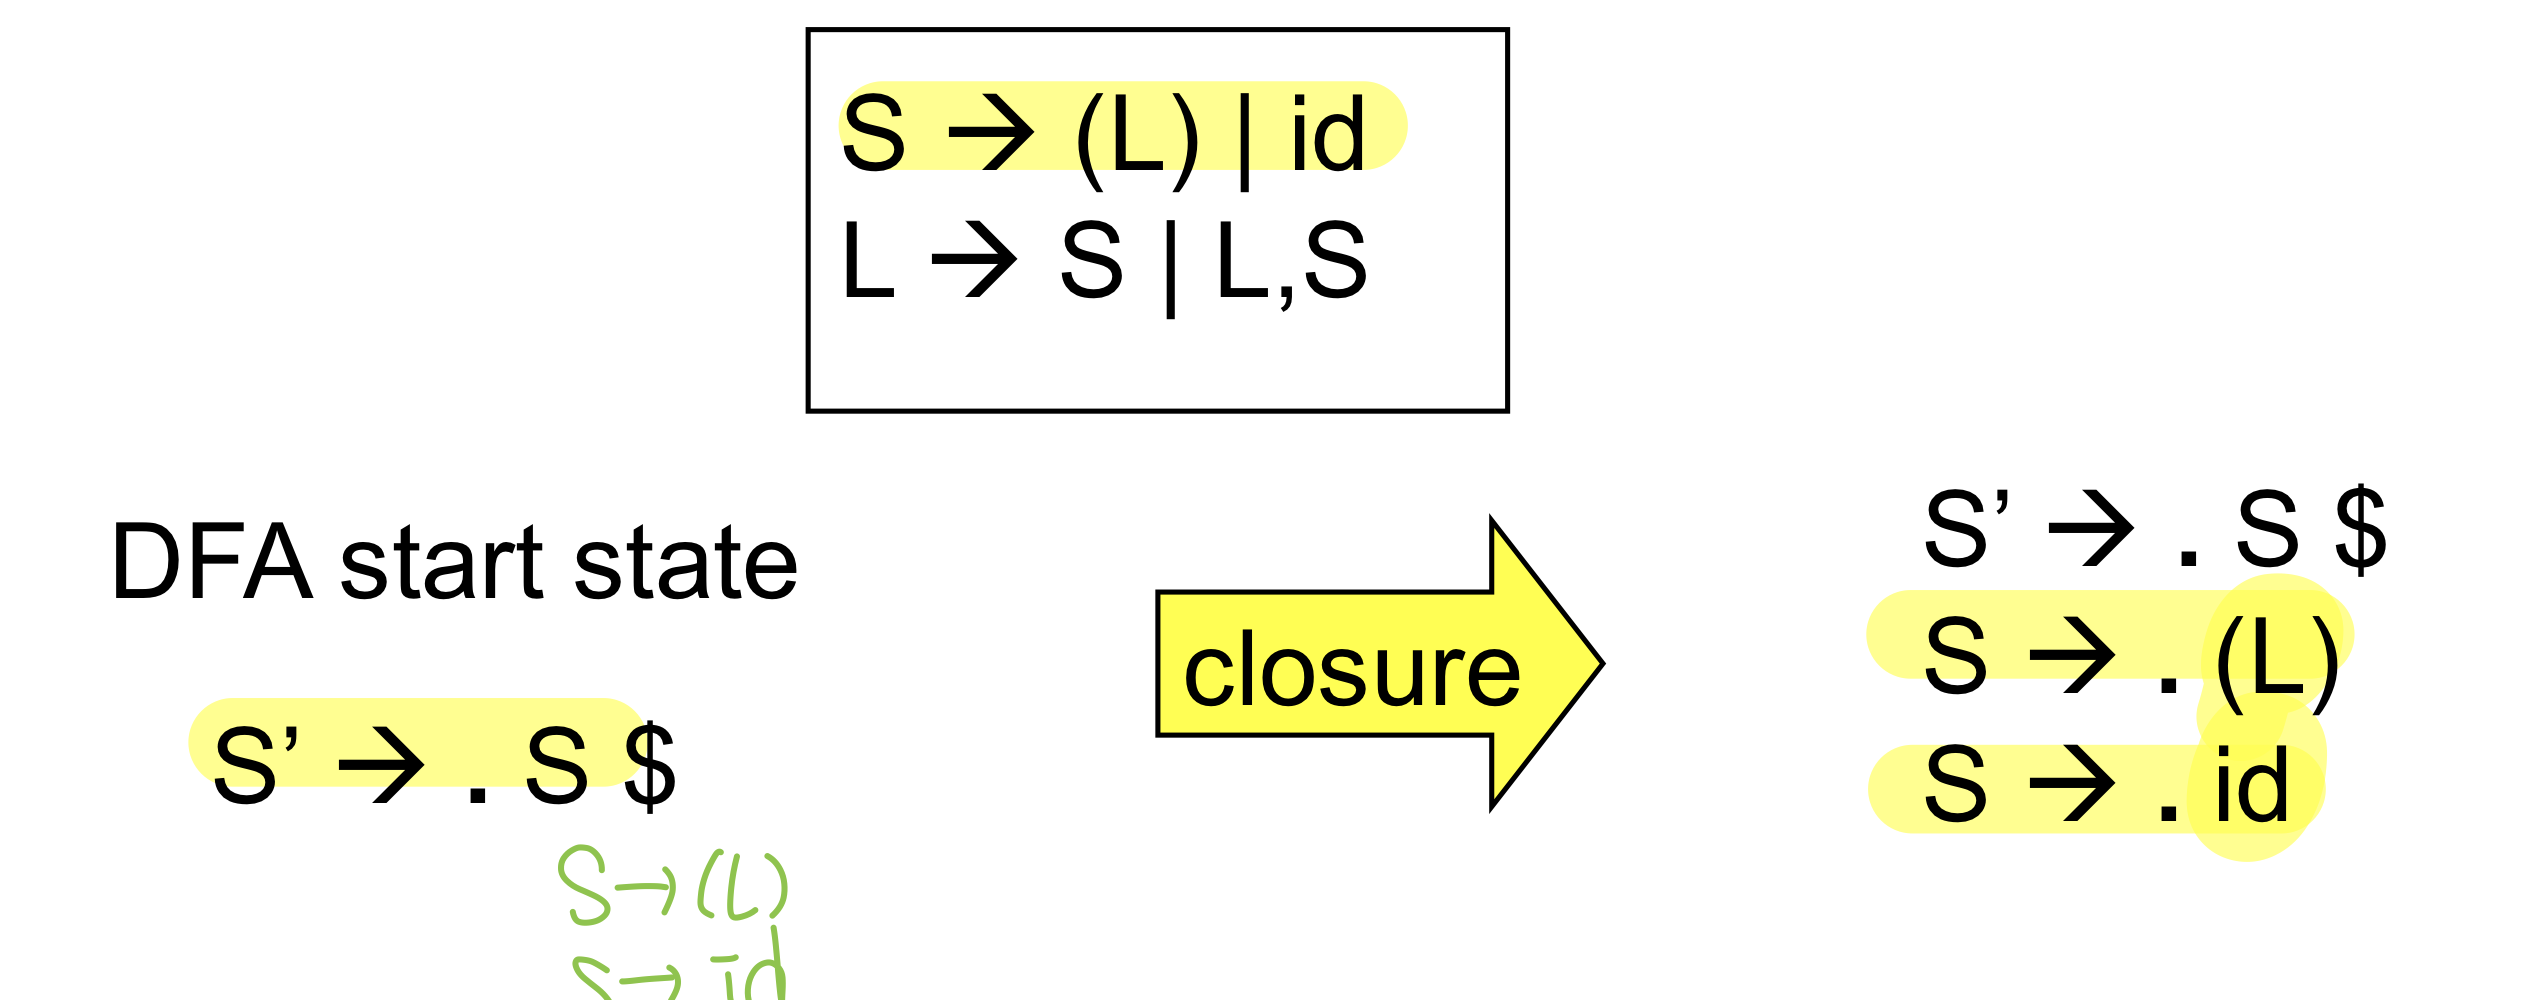 S → (L) | id
L → S | L,S
DFA start state
S’ → . S $
S → (L)
S → id
closure
S’ → . S $
S → . (L)
S → . id